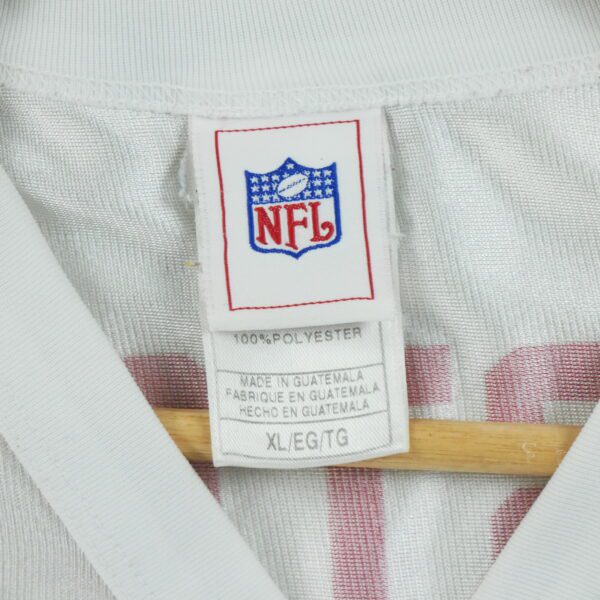 NFL
100%POLYESTER
MADE IN GUATEMALA
FABRIQUE EN GUATEMALA
HECHO EN GUATEMALA
XL/EG/TG